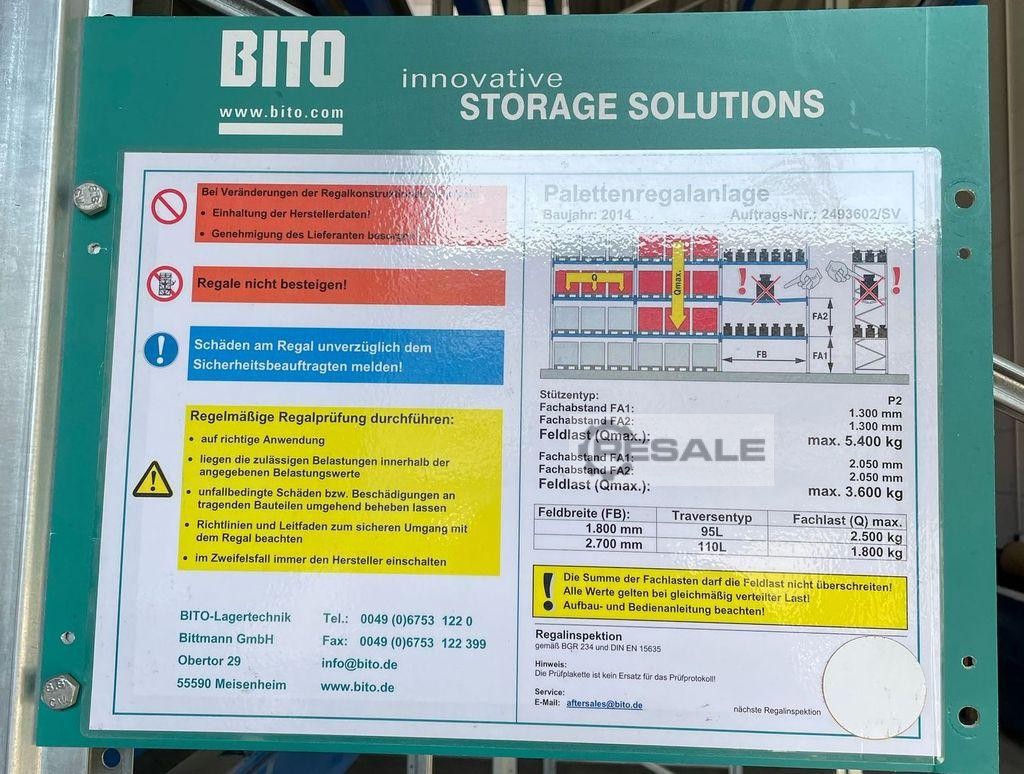 BITO
www.bito.com
innovative
STORAGE SOLUTIONS
Bei Veränderungen der Regalkonstruktion
• Einhaltung der Herstellerdaten!
• Genehmigung des Lieferanten besorgen
Regale nicht besteigen!
Schäden am Regal unverzüglich dem
Sicherheitsbeauftragten melden!
Regelmäßige Regalprüfung durchführen:
• auf richtige Anwendung
• liegen die zulässigen Belastungen innerhalb der
angegebenen Belastungswerte
• unfallbedingte Schäden bzw. Beschädigungen an
tragenden Bauteilen umgehend beheben lassen
• Richtlinien und Leitfaden zum sicheren Umgang mit
dem Regal beachten
• im Zweifelsfall immer den Hersteller einschalten
BITO-Lagertechnik Tel.: 0049 (0)6753 122 0
Bittmann GmbH Fax: 0049 (0)6753 122 399
Obertor 29 info@bito.de
55590 Meisenheim www.bito.de
Palettenregalanlage
Baujahr: 2014 Auftrags-Nr.: 2493602/SV
Q
Qmax.
! !
FA2
FB FA1
Stützentyp: P2
Fachabstand FA1: 1.300 mm
Fachabstand FA2: 1.300 mm
Feldlast (Qmax.): max. 5.400 kg
Fachabstand FA1: 2.050 mm
Fachabstand FA2: 2.050 mm
Feldlast (Qmax.): max. 3.600 kg
RESALE
Feldbreite (FB): Traversentyp Fachlast (Q) max.
1.800 mm 95L 2.500 kg
2.700 mm 110L 1.800 kg
! Die Summe der Fachlasten darf die Feldlast nicht überschreiten!
Alle Werte gelten bei gleichmäßig verteilter Last!
Aufbau- und Bedienanleitung beachten!
Regalinspektion
gemäß BGR 234 und DIN EN 15635
Hinweis:
Die Prüfplakette ist kein Ersatz für das Prüfprotokoll!
Service:
E-Mail: aftersales@bito.de
nächste Regalinspektion